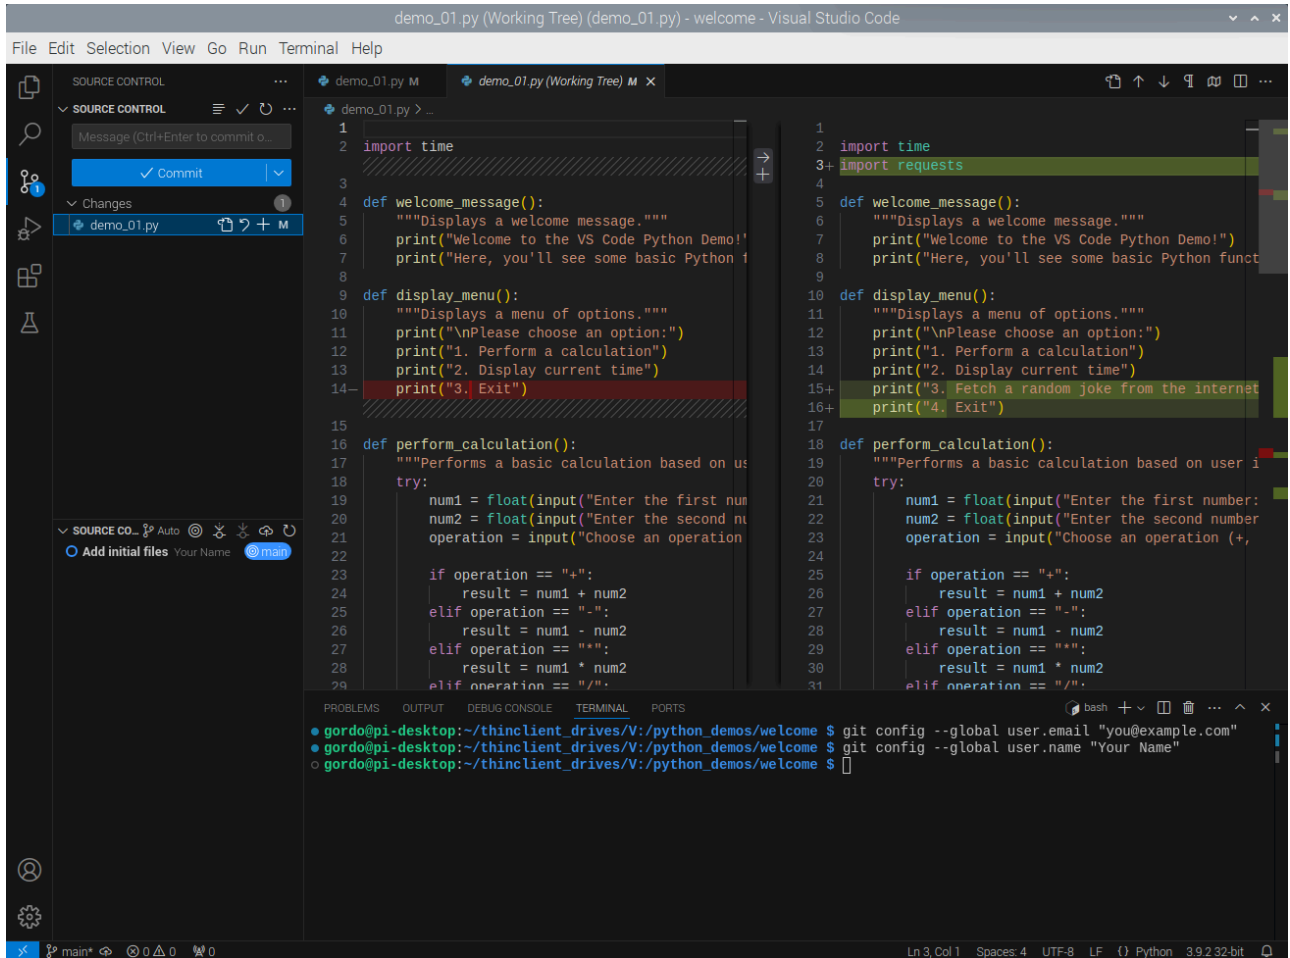 demo_01.py (Working Tree) (demo_01.py) - welcome - Visual Studio Code
File Edit Selection View Go Run Terminal Help
SOURCE CONTROL
SOURCE CONTROL
Message (Ctrl+Enter to commit o...
Commit
Changes 1
demo_01.py M
1
SOURCE CO... Auto
Add initial files Your Name main
demo_01.py M demo_01.py (Working Tree) M
demo_01.py > ...
1
2 import time
3
4 def welcome_message():
5 """Displays a welcome message."""
6 print("Welcome to the VS Code Python Demo!"
7 print("Here, you'll see some basic Python f
8
9 def display_menu():
10 """Displays a menu of options."""
11 print("\nPlease choose an option:")
12 print("1. Perform a calculation")
13 print("2. Display current time")
14— print("3. Exit")
15
16 def perform_calculation():
17 """Performs a basic calculation based on us
18 try:
19 num1 = float(input("Enter the first num
20 num2 = float(input("Enter the second nu
21 operation = input("Choose an operation
22
23 if operation == "+":
24 result = num1 + num2
25 elif operation == "-":
26 result = num1 - num2
27 elif operation == "*":
28 result = num1 * num2
29 elif operation == "/":
1
2 import time
3+ import requests
4
5 def welcome_message():
6 """Displays a welcome message."""
7 print("Welcome to the VS Code Python Demo!")
8 print("Here, you'll see some basic Python funct
9
10 def display_menu():
11 """Displays a menu of options."""
12 print("\nPlease choose an option:")
13 print("1. Perform a calculation")
14 print("2. Display current time")
15+ print("3. Fetch a random joke from the internet
16+ print("4. Exit")
17
18 def perform_calculation():
19 """Performs a basic calculation based on user i
20 try:
21 num1 = float(input("Enter the first number:
22 num2 = float(input("Enter the second number
23 operation = input("Choose an operation (+,
24
25 if operation == "+":
26 result = num1 + num2
27 elif operation == "-":
28 result = num1 - num2
29 elif operation == "*":
30 result = num1 * num2
31 elif operation == "/":
PROBLEMS OUTPUT DEBUG CONSOLE TERMINAL PORTS bash
gordo@pi-desktop:~/thinclient_drives/V:/python_demos/welcome $ git config --global user.email "you@example.com"
gordo@pi-desktop:~/thinclient_drives/V:/python_demos/welcome $ git config --global user.name "Your Name"
gordo@pi-desktop:~/thinclient_drives/V:/python_demos/welcome $
main* 0 0 0 Ln 3, Col 1 Spaces: 4 UTF-8 LF {} Python 3.9.2 32-bit